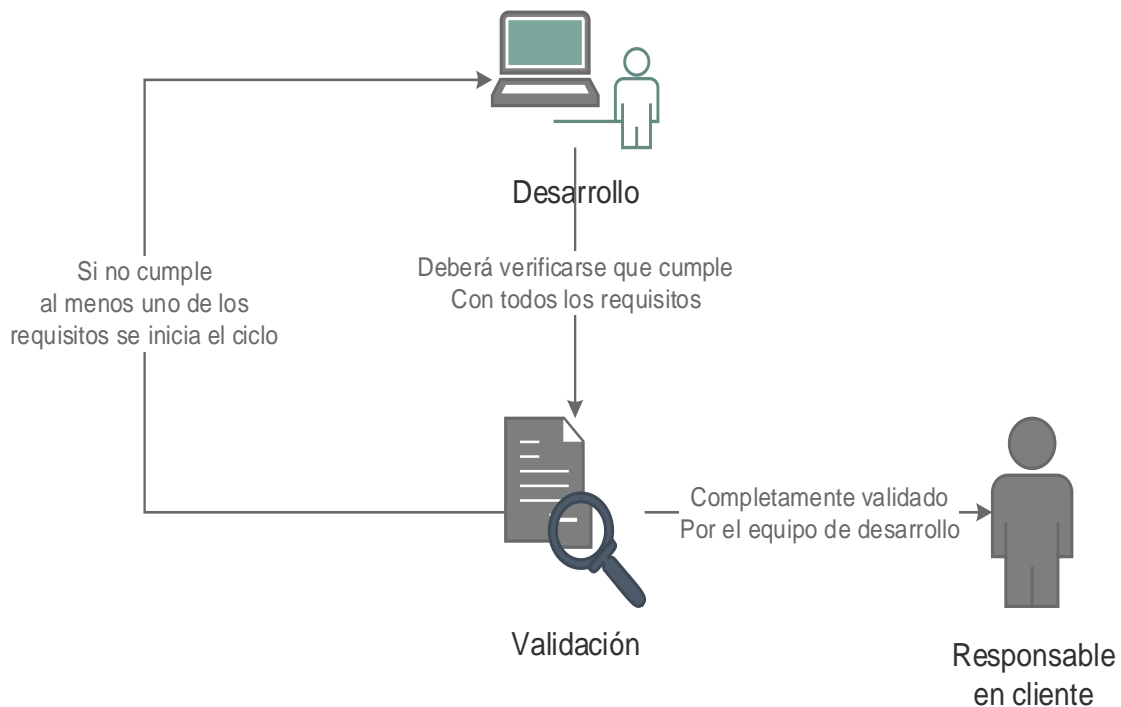 Desarrollo
Si no cumple
al menos uno de los
requisitos se inicia el ciclo
Deberá verificarse que cumple
Con todos los requisitos
Completamente validado
Por el equipo de desarrollo
Validación
Responsable
en cliente